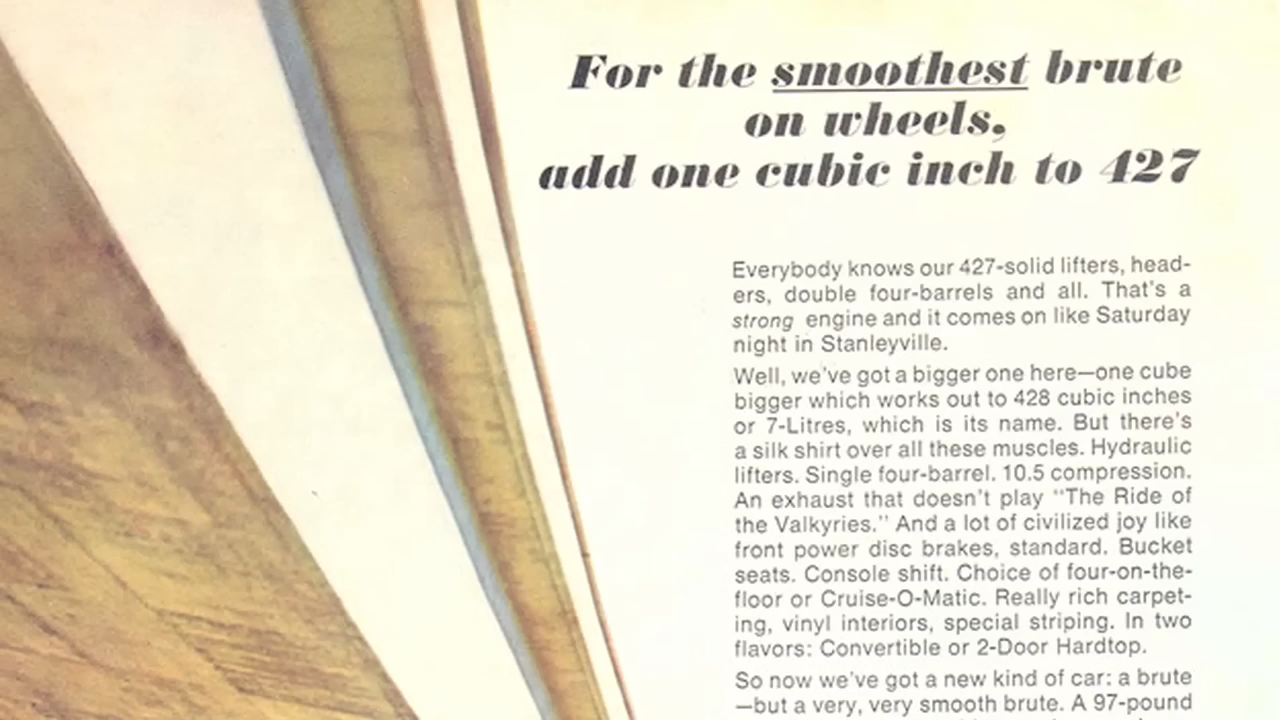 For the smoothest brute
on wheels,
add one cubic inch to 427
Everybody knows our 427-solid lifters, head-
ers, double four-barrels and all. That's a
strong engine and it comes on like Saturday
night in Stanleyville.
Well, we've got a bigger one here—one cube
bigger which works out to 428 cubic inches
or 7-Litres, which is its name. But there's
a silk shirt over all these muscles. Hydraulic
lifters. Single four-barrel. 10.5 compression.
An exhaust that doesn't play “The Ride of
the Valkyries.” And a lot of civilized joy like
front power disc brakes, standard. Bucket
seats. Console shift. Choice of four-on-the-
floor or Cruise-O-Matic. Really rich carpet-
ing, vinyl interiors, special striping. In two
flavors: Convertible or 2-Door Hardtop.
So now we've got a new kind of car: a brute
—but a very, very smooth brute. A 97-pound